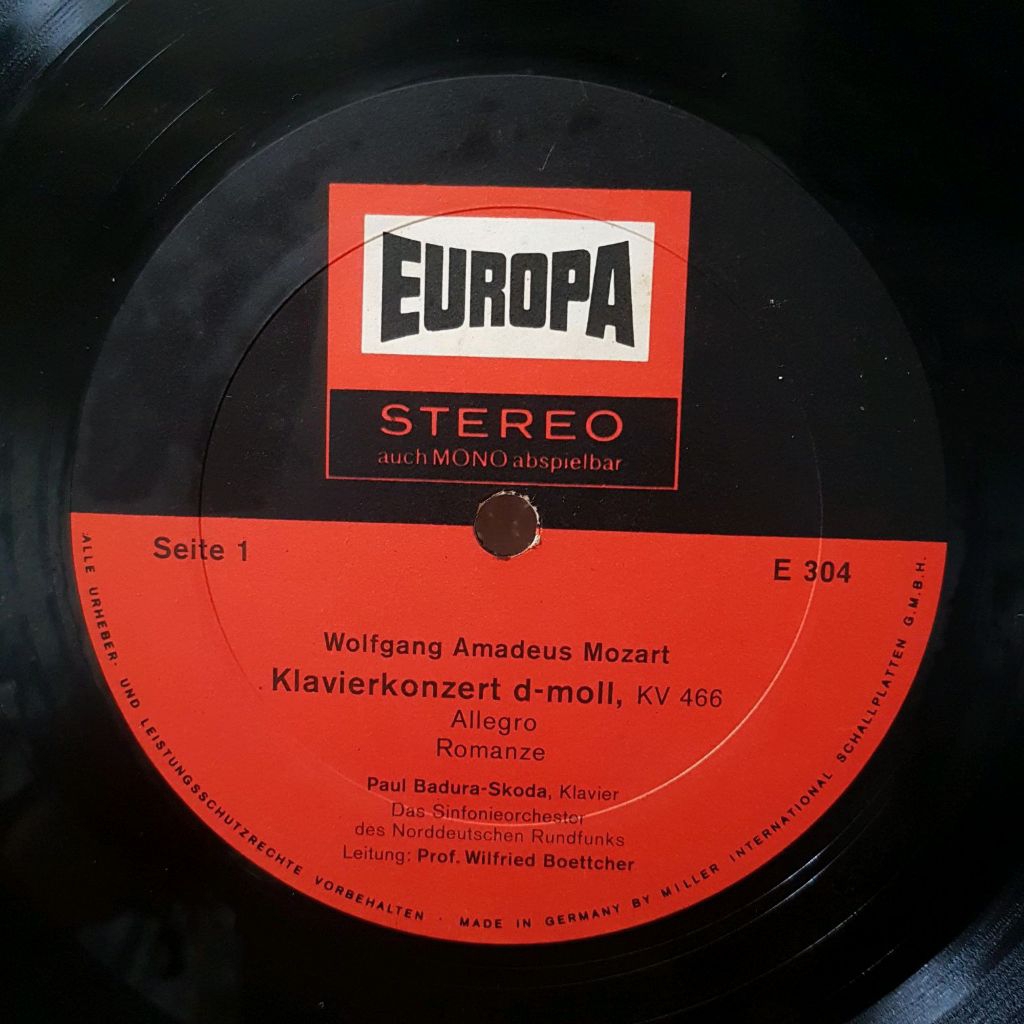 EUROPA
STEREO
auch MONO abspielbar
Seite 1
E 304
Wolfgang Amadeus Mozart
Klavierkonzert d-moll, KV 466
Allegro
Romanze
Paul Badura-Skoda, Klavier
Das Sinfonieorchester
des Norddeutschen Rundfunks
Leitung: Prof. Wilfried Boettcher
ALLE URHEBER- UND LEISTUNGSSCHUTZRECHTE VORBEHALTEN · MADE IN GERMANY BY MILLER INTERNATIONAL SCHALLPLATTEN G.M.B.H.